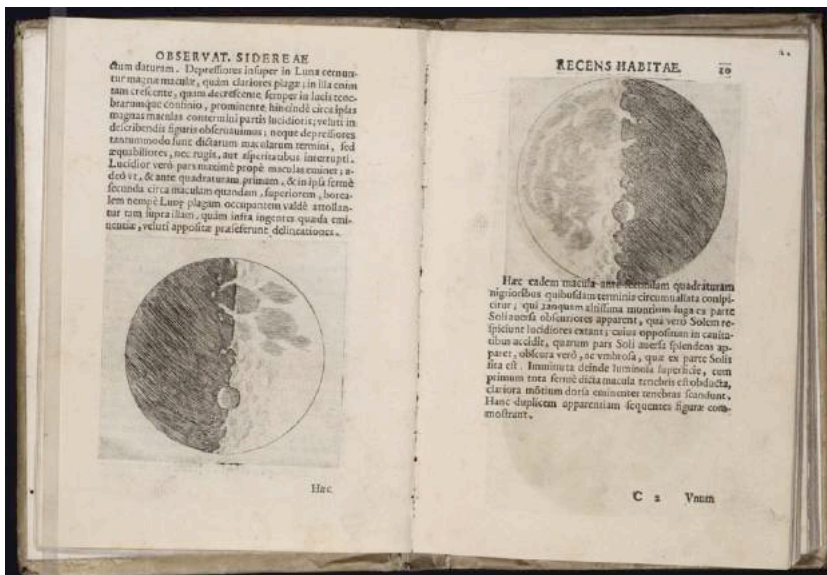 OBSERVAT. SIDEREAE
ctum daturam. Depressiores insuper in Luna cernun-
tur magnæ maculæ, quàm clariores plagæ; in illa enim
tam crescente, quam decrescente semper in lucis tene-
brarumque confinio, prominente hincindè circa ipsas
magnas maculas contermini partis lucidioris; veluti in
describendis figuris obseruauimus; neque depressiores
tantummodo sunt dictarum macularum termini, sed
æquabiliores, nec rugis, aut asperitatibus interrupti.
Lucidior verò pars maximè propè maculas eminet; a-
deò vt, & ante quadraturam primam, & in ipsa fermè
secunda circa maculam quandam, superiorem, borea-
lem nempè Lunę plagam occupantem valdè attollan-
tur tam supra illam, quàm infra ingentes quæda emi-
nentiæ, veluti appositæ præseferunt delineationes.
Hæc
RECENS HABITAE.
10
Hæc eadem macula ante secundam quadraturam
nigrioribus quibusdam terminis circumuallata conspi-
citur; qui tanquam altissima montium iuga ex parte
Soli auersa obscuriores apparent, quà verò Solem re-
spiciunt lucidiores extant; cuius oppositum in cauita-
tibus accidit, quarum pars Soli auersa splendens ap-
paret, obscura verò, ac vmbrosa, quæ ex parte Solis
sita est. Imminuta deinde luminosa superficie, cum
primum tota fermè dicta macula tenebris est obducta,
clariora mōtium dorsa eminenter tenebras scandunt.
Hanc duplicem apparentiam sequentes figuræ com-
mostrant.
C 2 Vnum